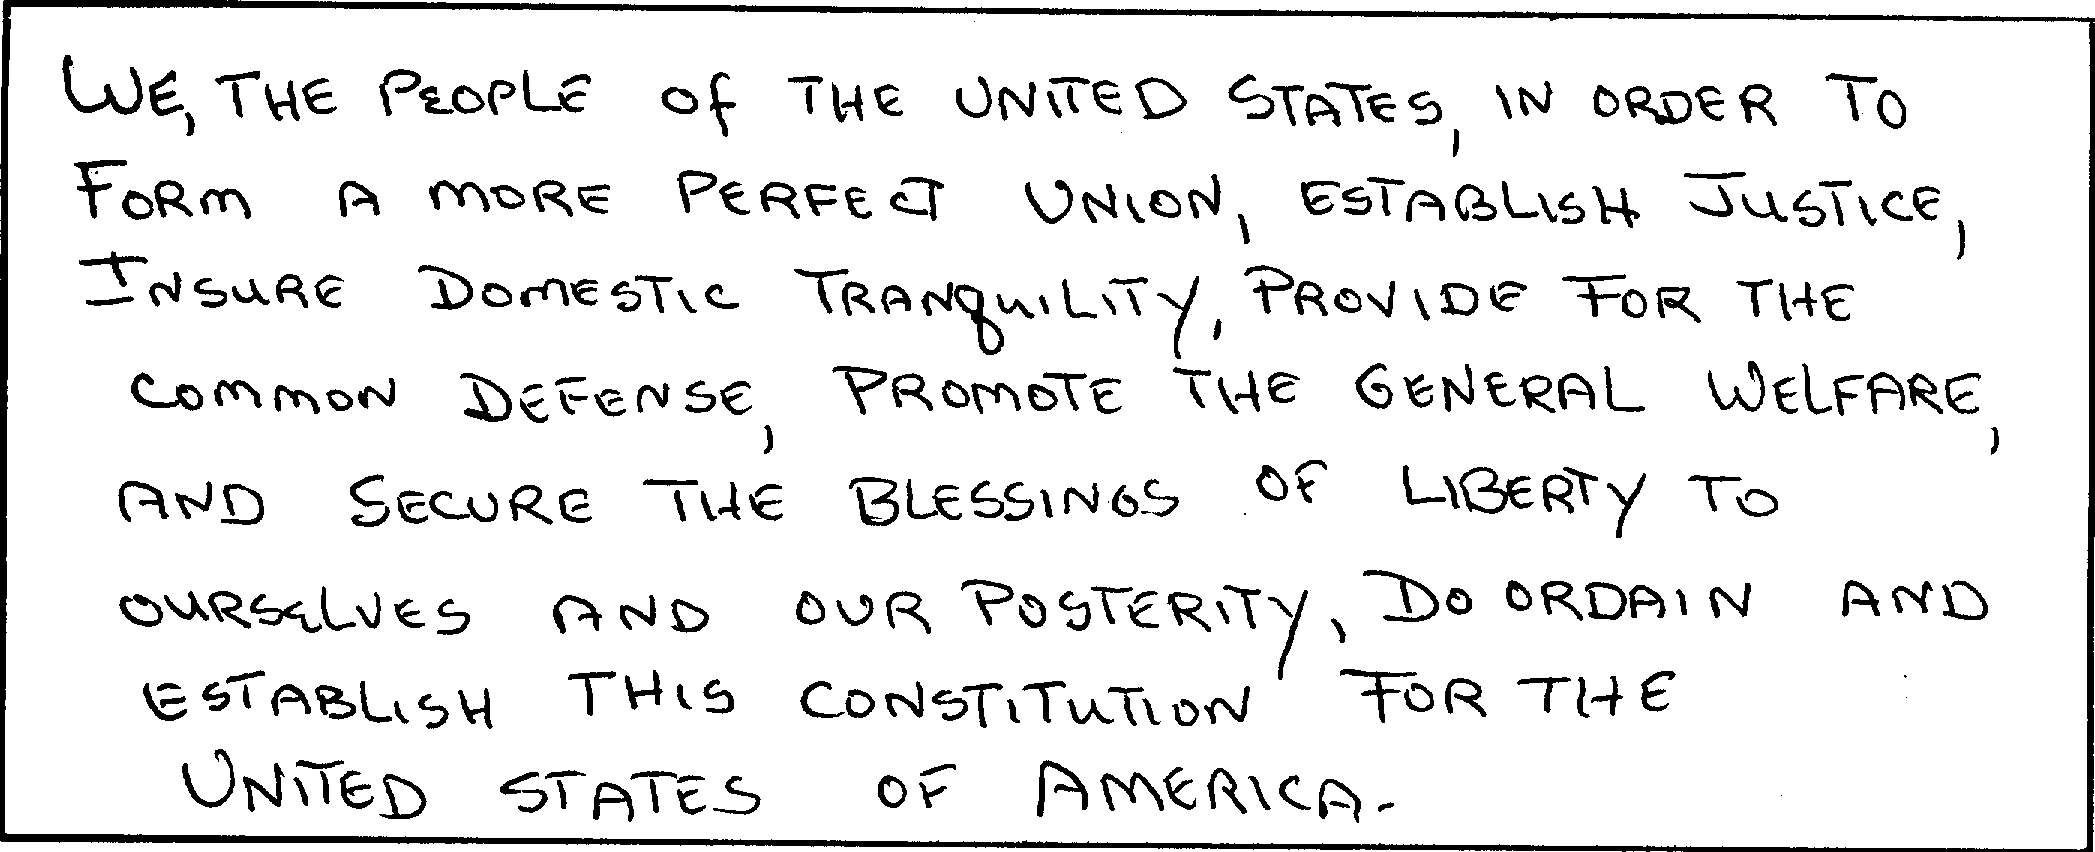 WE, THE PEOPLE Of THE UNITED STATES, IN ORDER TO
FORM A MORE PERFECT UNION, ESTABLISH JUSTICE,
INSURE DOMESTIC TRANqUILITY, PROVIDE FOR THE
COMMON DEFENSE, PROMOTE THE GENERAL WELFARE,
AND SECURE THE BLESSINGS OF LIBERTY TO
OURSELVES AND OUR POSTERITY, DO ORDAIN AND
ESTABLISH THIS CONSTITUTION FOR THE
UNITED STATES OF AMERICA.